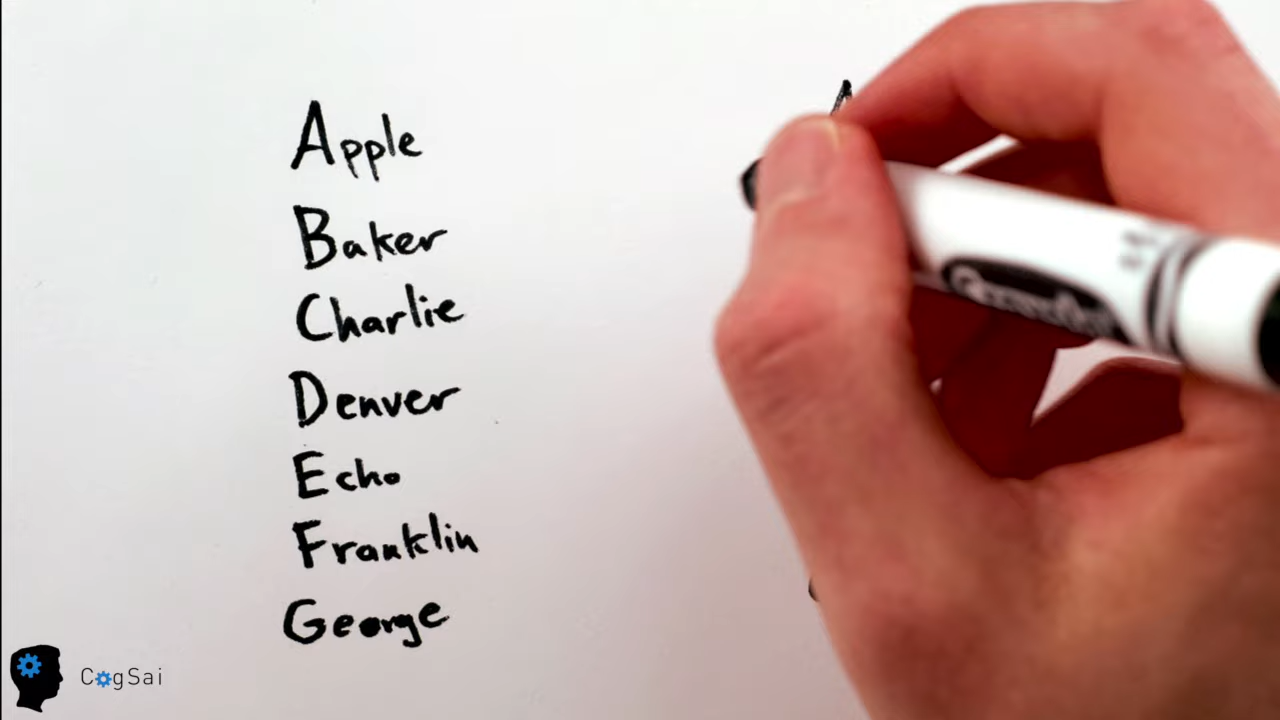 Apple
Baker
Charlie
Denver
Echo
Franklin
George
CogSai